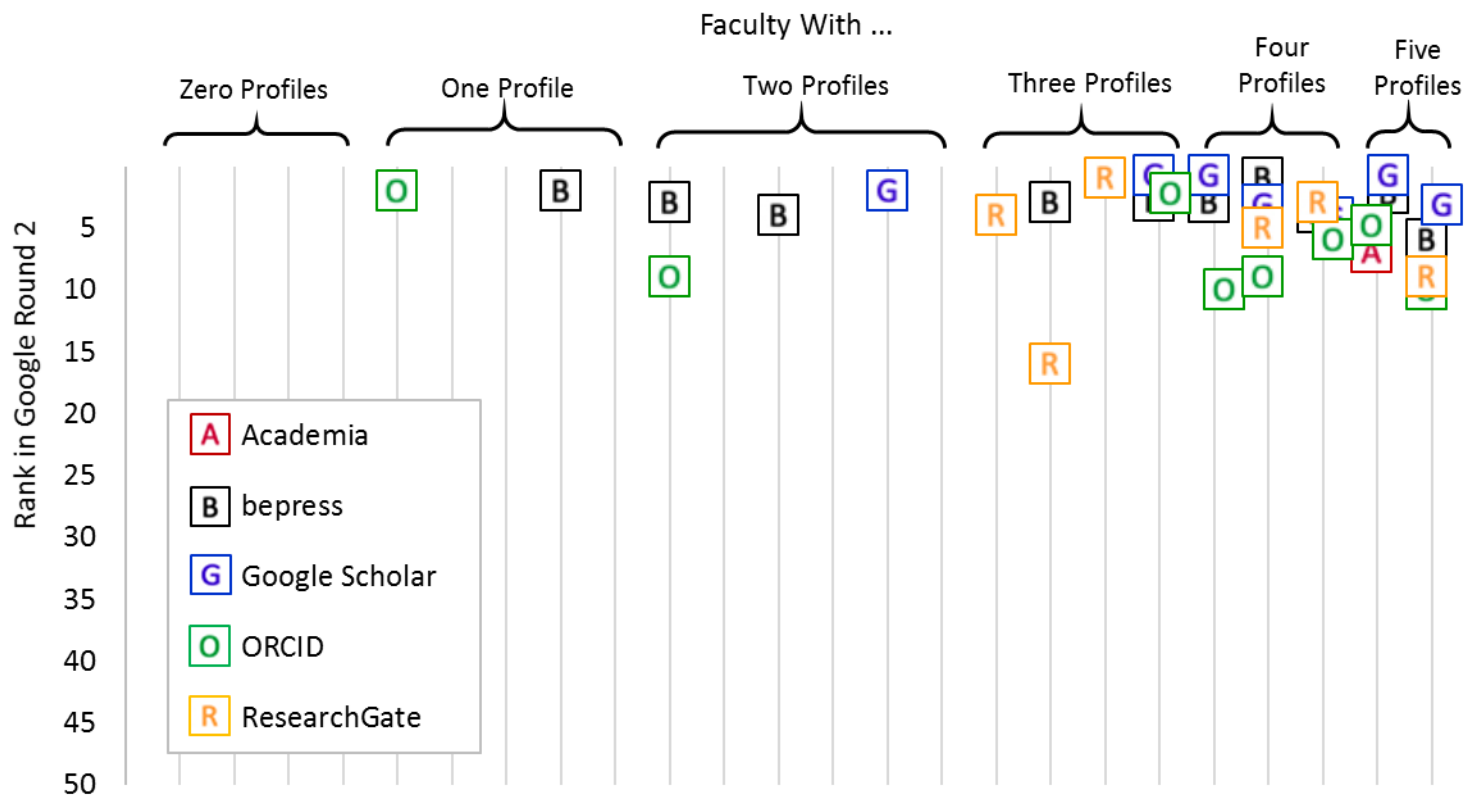 Faculty With ...
Zero Profiles
One Profile
Two Profiles
Three Profiles
Four
Profiles
Five
Profiles
Rank in Google Round 2
5
10
15
20
25
30
35
40
45
50
O
B
B
O
B
G
R
B
R
R
G
O
G
B
O
B
G
R
O
R
O
O
A
G
B
G
B
R
A Academia
B bepress
G Google Scholar
O ORCID
R ResearchGate